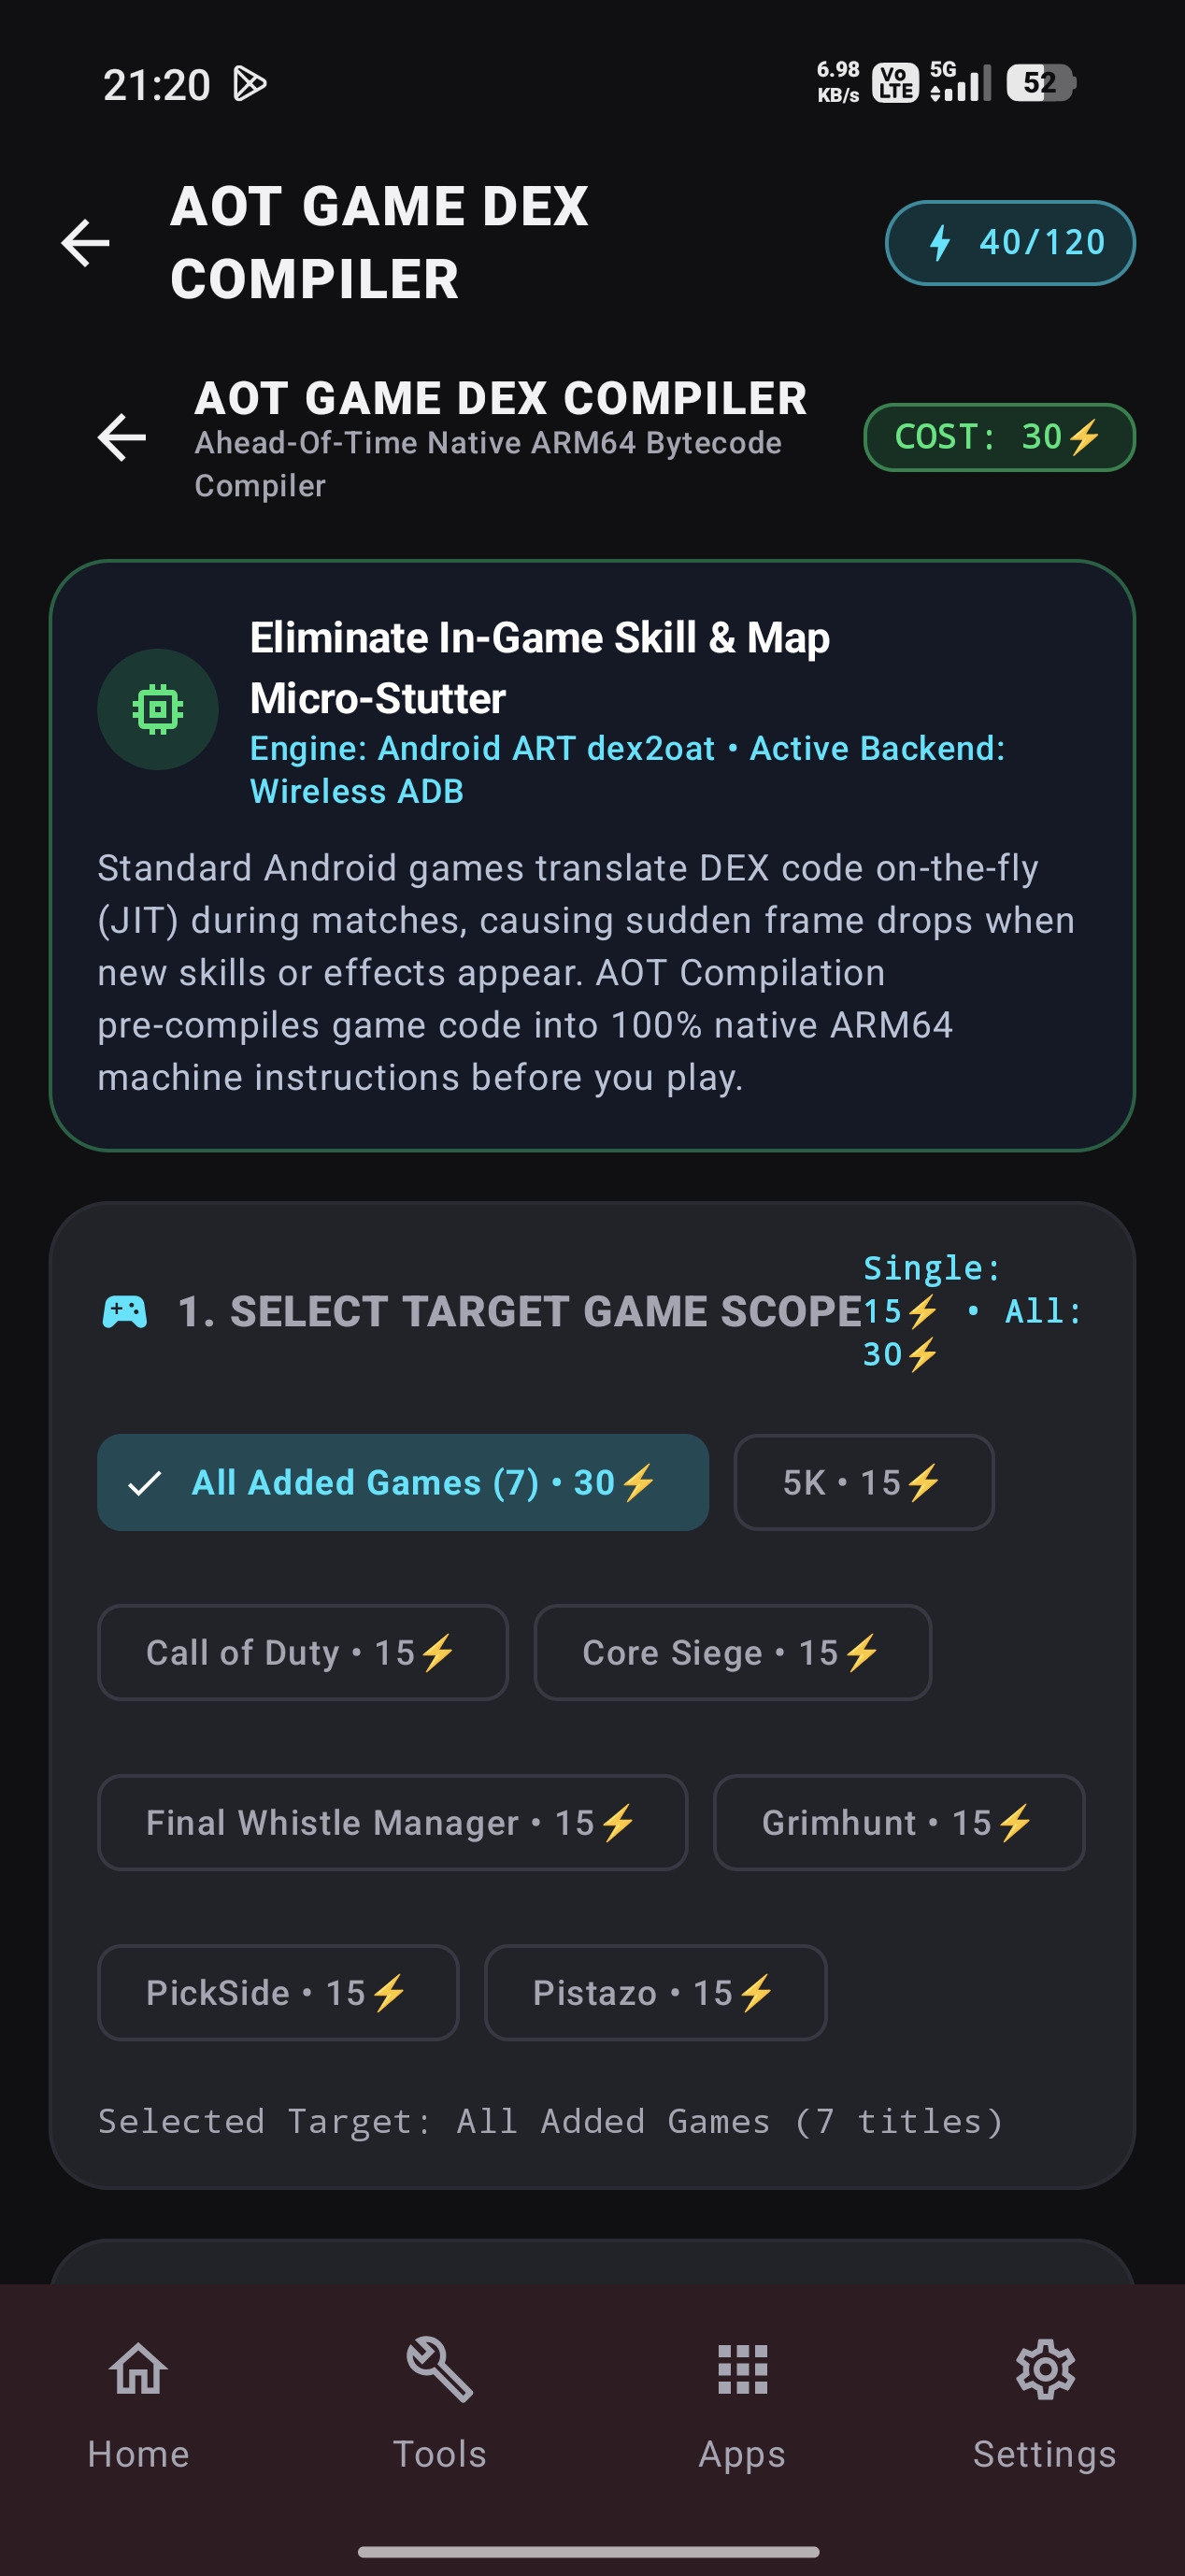 21:20
6.98 KB/s
Vo LTE
5G
52
AOT GAME DEX
COMPILER
40/120
AOT GAME DEX COMPILER
Ahead-Of-Time Native ARM64 Bytecode
Compiler
COST: 30⚡
Eliminate In-Game Skill & Map
Micro-Stutter
Engine: Android ART dex2oat • Active Backend:
Wireless ADB
Standard Android games translate DEX code on-the-fly
(JIT) during matches, causing sudden frame drops when
new skills or effects appear. AOT Compilation
pre-compiles game code into 100% native ARM64
machine instructions before you play.
1. SELECT TARGET GAME SCOPE
Single:
15⚡ • All:
30⚡
All Added Games (7) • 30⚡
5K • 15⚡
Call of Duty • 15⚡
Core Siege • 15⚡
Final Whistle Manager • 15⚡
Grimhunt • 15⚡
PickSide • 15⚡
Pistazo • 15⚡
Selected Target: All Added Games (7 titles)
Home
Tools
Apps
Settings